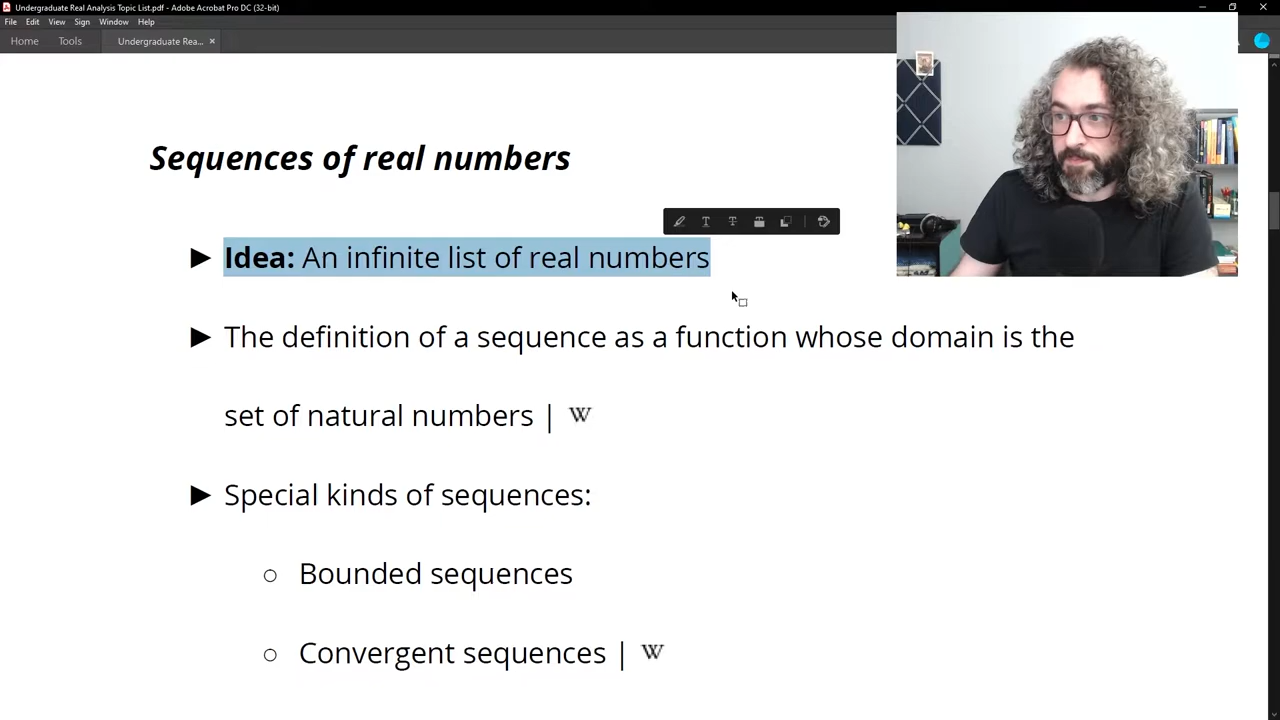 Undergraduate Real Analysis Topic List.pdf - Adobe Acrobat Pro DC (32-bit)
File Edit View Sign Window Help
Home Tools Undergraduate Rea... ×
Sequences of real numbers
► Idea: An infinite list of real numbers
► The definition of a sequence as a function whose domain is the
set of natural numbers | W
► Special kinds of sequences:
○ Bounded sequences
○ Convergent sequences | W